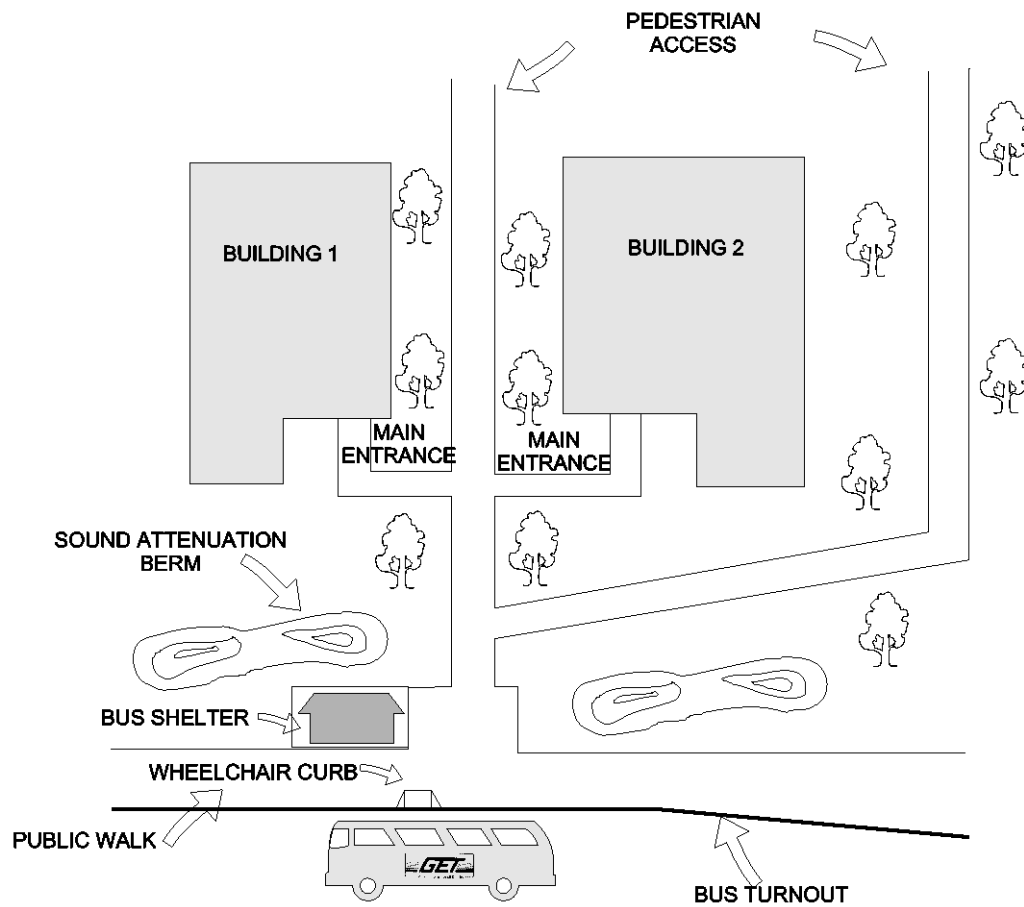 PEDESTRIAN
ACCESS
BUILDING 1
BUILDING 2
MAIN
ENTRANCE
MAIN
ENTRANCE
SOUND ATTENUATION
BERM
BUS SHELTER
WHEELCHAIR CURB
PUBLIC WALK
GET
BUS TURNOUT